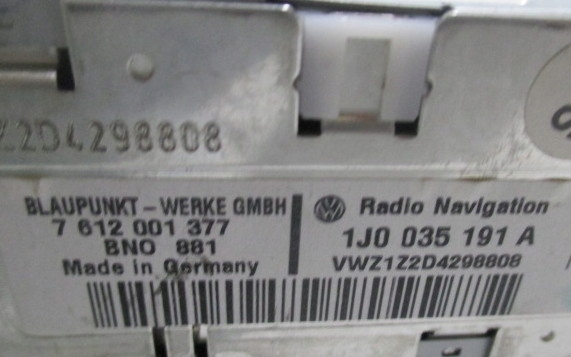 Z2D4298808
BLAUPUNKT - WERKE GMBH
7 612 001 377
BNO 881
Made in Germany
Radio Navigation
1J0 035 191 A
VWZ1Z2D4298808